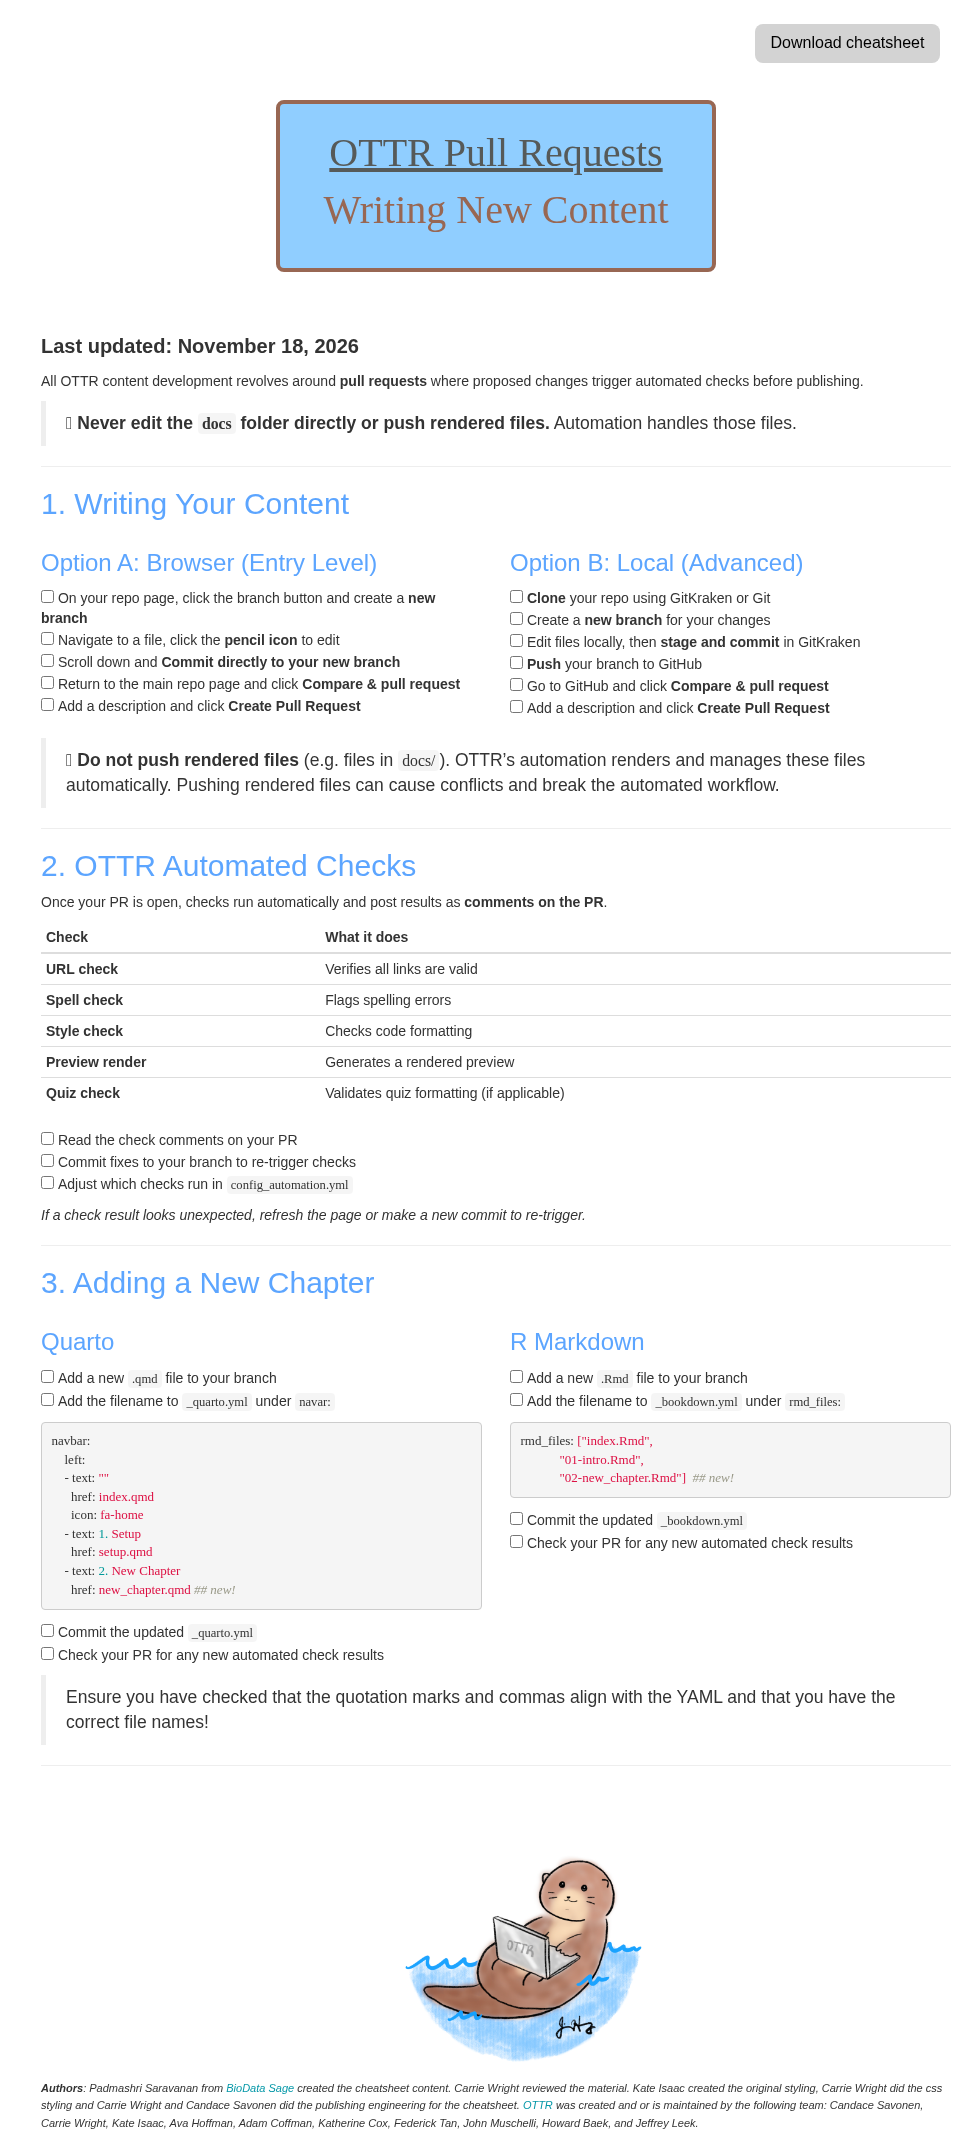 Download cheatsheet
OTTR Pull Requests
Writing New Content
Last updated: November 18, 2026
All OTTR content development revolves around pull requests where proposed changes trigger automated checks before publishing.
Never edit the docs folder directly or push rendered files. Automation handles those files.
1. Writing Your Content
Option A: Browser (Entry Level)
On your repo page, click the branch button and create a new
branch
Navigate to a file, click the pencil icon to edit
Scroll down and Commit directly to your new branch
Return to the main repo page and click Compare & pull request
Add a description and click Create Pull Request
Option B: Local (Advanced)
Clone your repo using GitKraken or Git
Create a new branch for your changes
Edit files locally, then stage and commit in GitKraken
Push your branch to GitHub
Go to GitHub and click Compare & pull request
Add a description and click Create Pull Request
Do not push rendered files (e.g. files in docs/ ). OTTR’s automation renders and manages these files
automatically. Pushing rendered files can cause conflicts and break the automated workflow.
2. OTTR Automated Checks
Once your PR is open, checks run automatically and post results as comments on the PR.
Check What it does
URL check Verifies all links are valid
Spell check Flags spelling errors
Style check Checks code formatting
Preview render Generates a rendered preview
Quiz check Validates quiz formatting (if applicable)
Read the check comments on your PR
Commit fixes to your branch to re-trigger checks
Adjust which checks run in config_automation.yml
If a check result looks unexpected, refresh the page or make a new commit to re-trigger.
3. Adding a New Chapter
Quarto
Add a new .qmd file to your branch
Add the filename to _quarto.yml under navar:
navbar:
left:
- text: ""
href: index.qmd
icon: fa-home
- text: 1. Setup
href: setup.qmd
- text: 2. New Chapter
href: new_chapter.qmd ## new!
Commit the updated _quarto.yml
Check your PR for any new automated check results
R Markdown
Add a new .Rmd file to your branch
Add the filename to _bookdown.yml under rmd_files:
rmd_files: ["index.Rmd",
"01-intro.Rmd",
"02-new_chapter.Rmd"] ## new!
Commit the updated _bookdown.yml
Check your PR for any new automated check results
Ensure you have checked that the quotation marks and commas align with the YAML and that you have the
correct file names!
OTTR
Authors: Padmashri Saravanan from BioData Sage created the cheatsheet content. Carrie Wright reviewed the material. Kate Isaac created the original styling, Carrie Wright did the css
styling and Carrie Wright and Candace Savonen did the publishing engineering for the cheatsheet. OTTR was created and or is maintained by the following team: Candace Savonen,
Carrie Wright, Kate Isaac, Ava Hoffman, Adam Coffman, Katherine Cox, Federick Tan, John Muschelli, Howard Baek, and Jeffrey Leek.